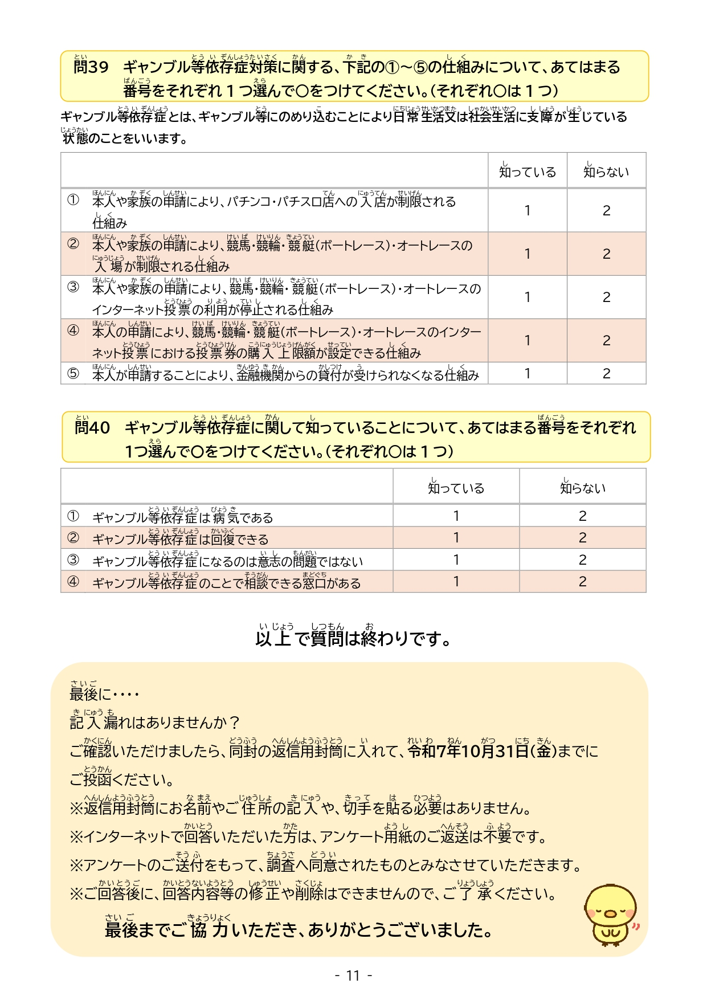 問39　ギャンブル等依存症対策に関する、下記の①～⑤の仕組みについて、あてはまる
番号をそれぞれ１つ選んで〇をつけてください。（それぞれ〇は１つ）
ギャンブル等依存症とは、ギャンブル等にのめり込むことにより日常生活又は社会生活に支障が生じている
状態のことをいいます。
知っている　知らない
①　本人や家族の申請により、パチンコ・パチスロ店への入店が制限される
仕組み　1　2
②　本人や家族の申請により、競馬・競輪・競艇（ボートレース）・オートレースの
入場が制限される仕組み　1　2
③　本人や家族の申請により、競馬・競輪・競艇（ボートレース）・オートレースの
インターネット投票の利用が停止される仕組み　1　2
④　本人の申請により、競馬・競輪・競艇（ボートレース）・オートレースのインター
ネット投票における投票券の購入上限額が設定できる仕組み　1　2
⑤　本人が申請することにより、金融機関からの貸付が受けられなくなる仕組み　1　2
問40　ギャンブル等依存症に関して知っていることについて、あてはまる番号をそれぞれ
1つ選んで〇をつけてください。（それぞれ〇は１つ）
知っている　知らない
①　ギャンブル等依存症は病気である　1　2
②　ギャンブル等依存症は回復できる　1　2
③　ギャンブル等依存症になるのは意志の問題ではない　1　2
④　ギャンブル等依存症のことで相談できる窓口がある　1　2
以上で質問は終わりです。
最後に・・・・
記入漏れはありませんか？
ご確認いただけましたら、同封の返信用封筒に入れて、令和7年10月31日（金）までに
ご投函ください。
※返信用封筒にお名前やご住所の記入や、切手を貼る必要はありません。
※インターネットで回答いただいた方は、アンケート用紙のご返送は不要です。
※アンケートのご送付をもって、調査へ同意されたものとみなさせていただきます。
※ご回答後に、回答内容等の修正や削除はできませんので、ご了承ください。
最後までご協力いただき、ありがとうございました。
- 11 -